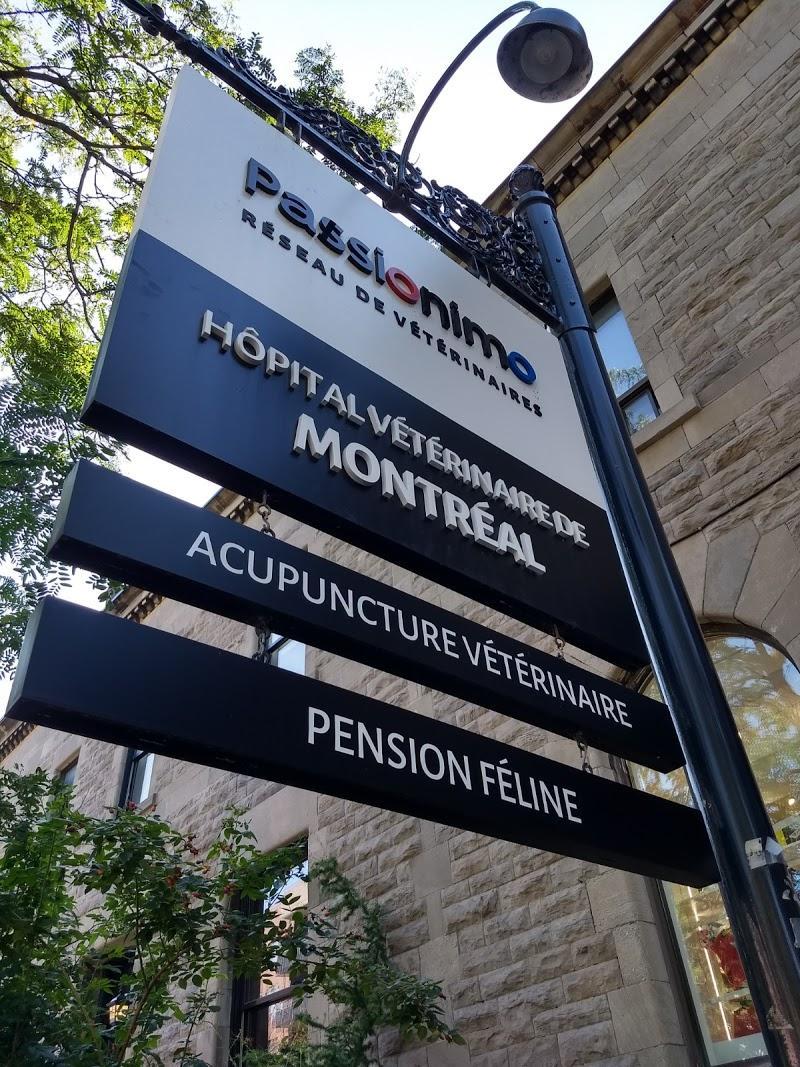 passionimo
RÉSEAU DE VÉTÉRINAIRES
HÔPITAL VÉTÉRINAIRE DE
MONTRÉAL
ACUPUNCTURE VÉTÉRINAIRE
PENSION FÉLINE